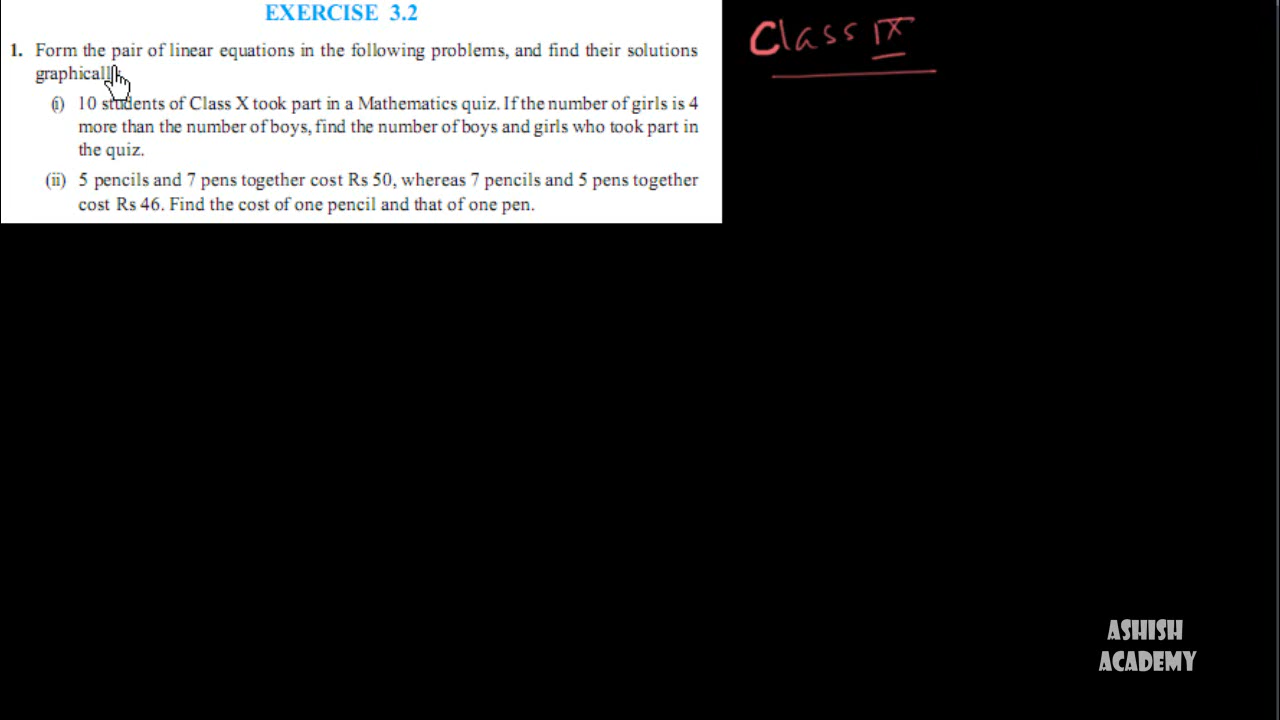 EXERCISE 3.2
1. Form the pair of linear equations in the following problems, and find their solutions
graphically.
(i) 10 students of Class X took part in a Mathematics quiz. If the number of girls is 4
more than the number of boys, find the number of boys and girls who took part in
the quiz.
(ii) 5 pencils and 7 pens together cost Rs 50, whereas 7 pencils and 5 pens together
cost Rs 46. Find the cost of one pencil and that of one pen.
Class IX
ASHISH
ACADEMY